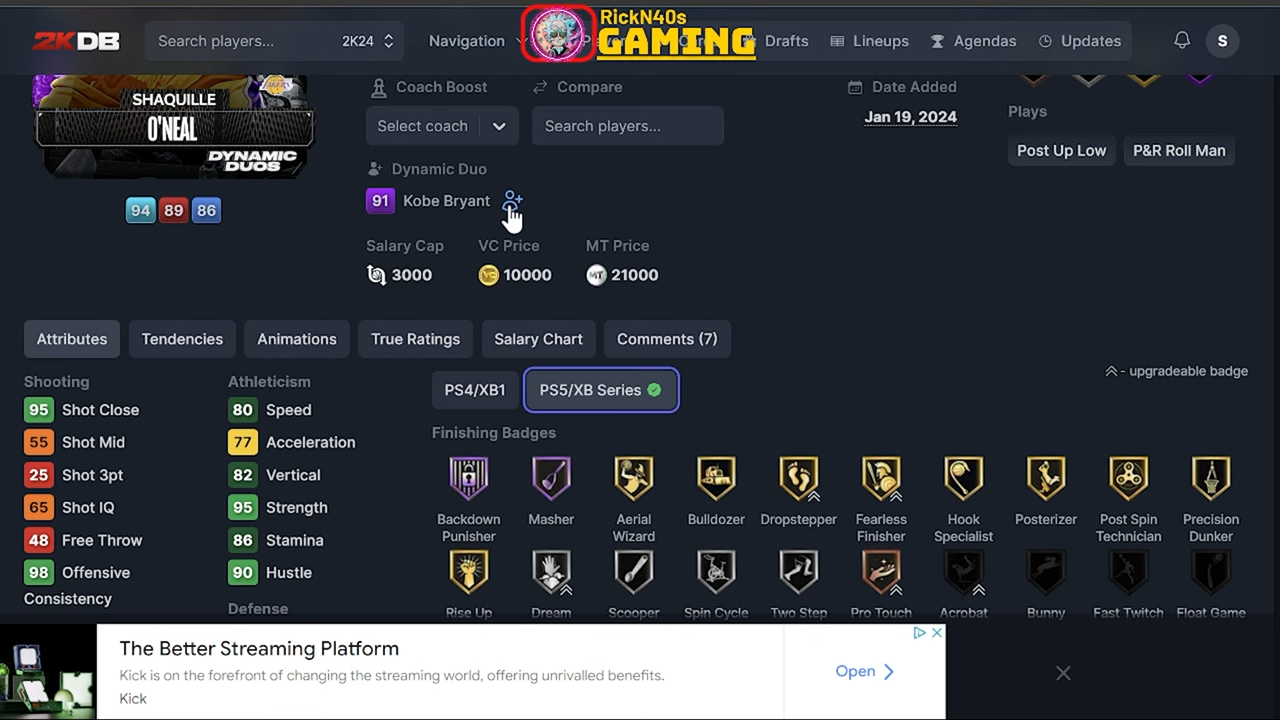 RickN40s
GAMING
2KDB
Search players...
2K24
Navigation
Drafts
Lineups
Agendas
Updates
S
SHAQUILLE
O'NEAL
DYNAMIC
DUOS
94 89 86
Coach Boost
Compare
Select coach
Search players...
Dynamic Duo
91 Kobe Bryant
Salary Cap
VC Price
MT Price
3000
10000
21000
Date Added
Jan 19, 2024
Plays
Post Up Low
P&R Roll Man
Attributes
Tendencies
Animations
True Ratings
Salary Chart
Comments (7)
Shooting
95 Shot Close
55 Shot Mid
25 Shot 3pt
65 Shot IQ
48 Free Throw
98 Offensive
Consistency
Athleticism
80 Speed
77 Acceleration
82 Vertical
95 Strength
86 Stamina
90 Hustle
Defense
PS4/XB1
PS5/XB Series
- upgradeable badge
Finishing Badges
Backdown
Punisher
Masher
Aerial
Wizard
Bulldozer
Dropstepper
Fearless
Finisher
Hook
Specialist
Posterizer
Post Spin
Technician
Precision
Dunker
Rise Up
Dream
Scooper
Spin Cycle
Two Step
Pro Touch
Acrobat
Bunny
Fast Twitch
Float Game
The Better Streaming Platform
Kick is on the forefront of changing the streaming world, offering unrivalled benefits.
Kick
Open